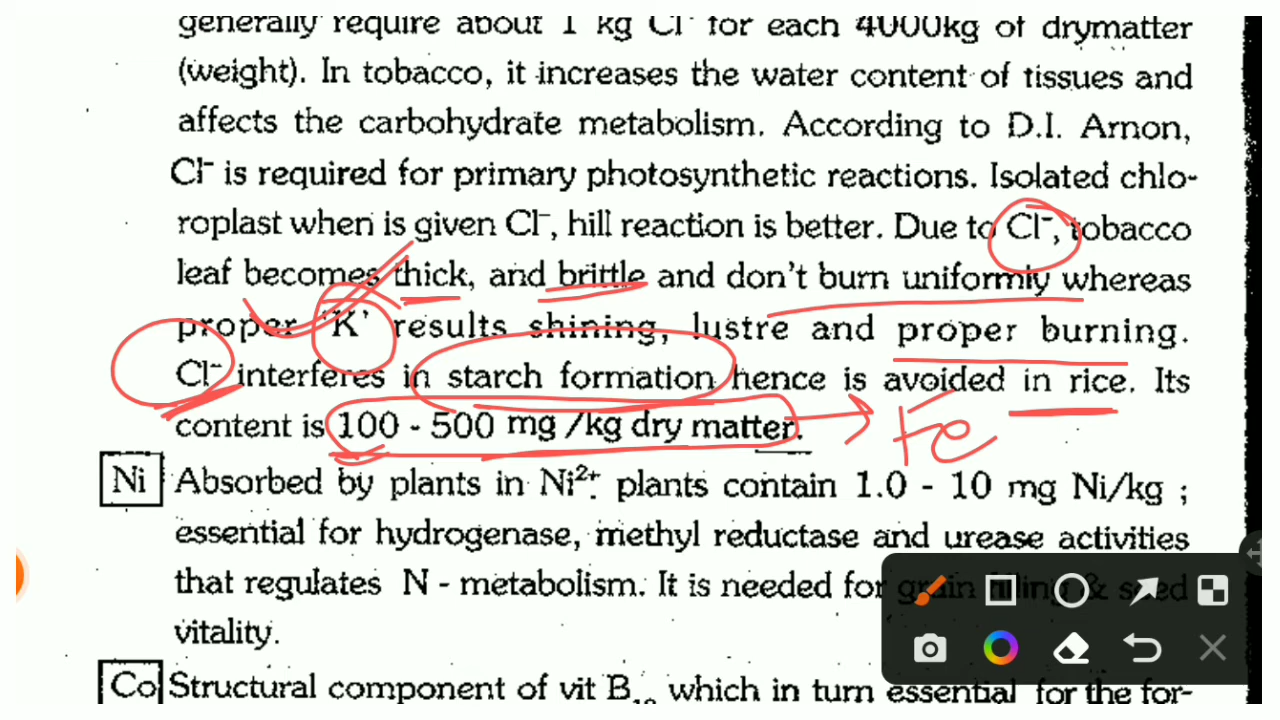 generally require about 1 kg Cl⁻ for each 4000kg of drymatter
(weight). In tobacco, it increases the water content of tissues and
affects the carbohydrate metabolism. According to D.I. Arnon,
Cl⁻ is required for primary photosynthetic reactions. Isolated chlo-
roplast when is given Cl⁻, hill reaction is better. Due to Cl⁻, tobacco
leaf becomes thick, and brittle and don't burn uniformly whereas
proper 'K' results shining, lustre and proper burning.
Cl⁻ interferes in starch formation hence is avoided in rice. Its
content is 100 - 500 mg /kg dry matter. Fe
Ni Absorbed by plants in Ni²⁺. plants contain 1.0 - 10 mg Ni/kg ;
essential for hydrogenase, methyl reductase and urease activities
that regulates N - metabolism. It is needed for grain filling & seed
vitality.
Co Structural component of vit B₁₂ which in turn essential for the for-